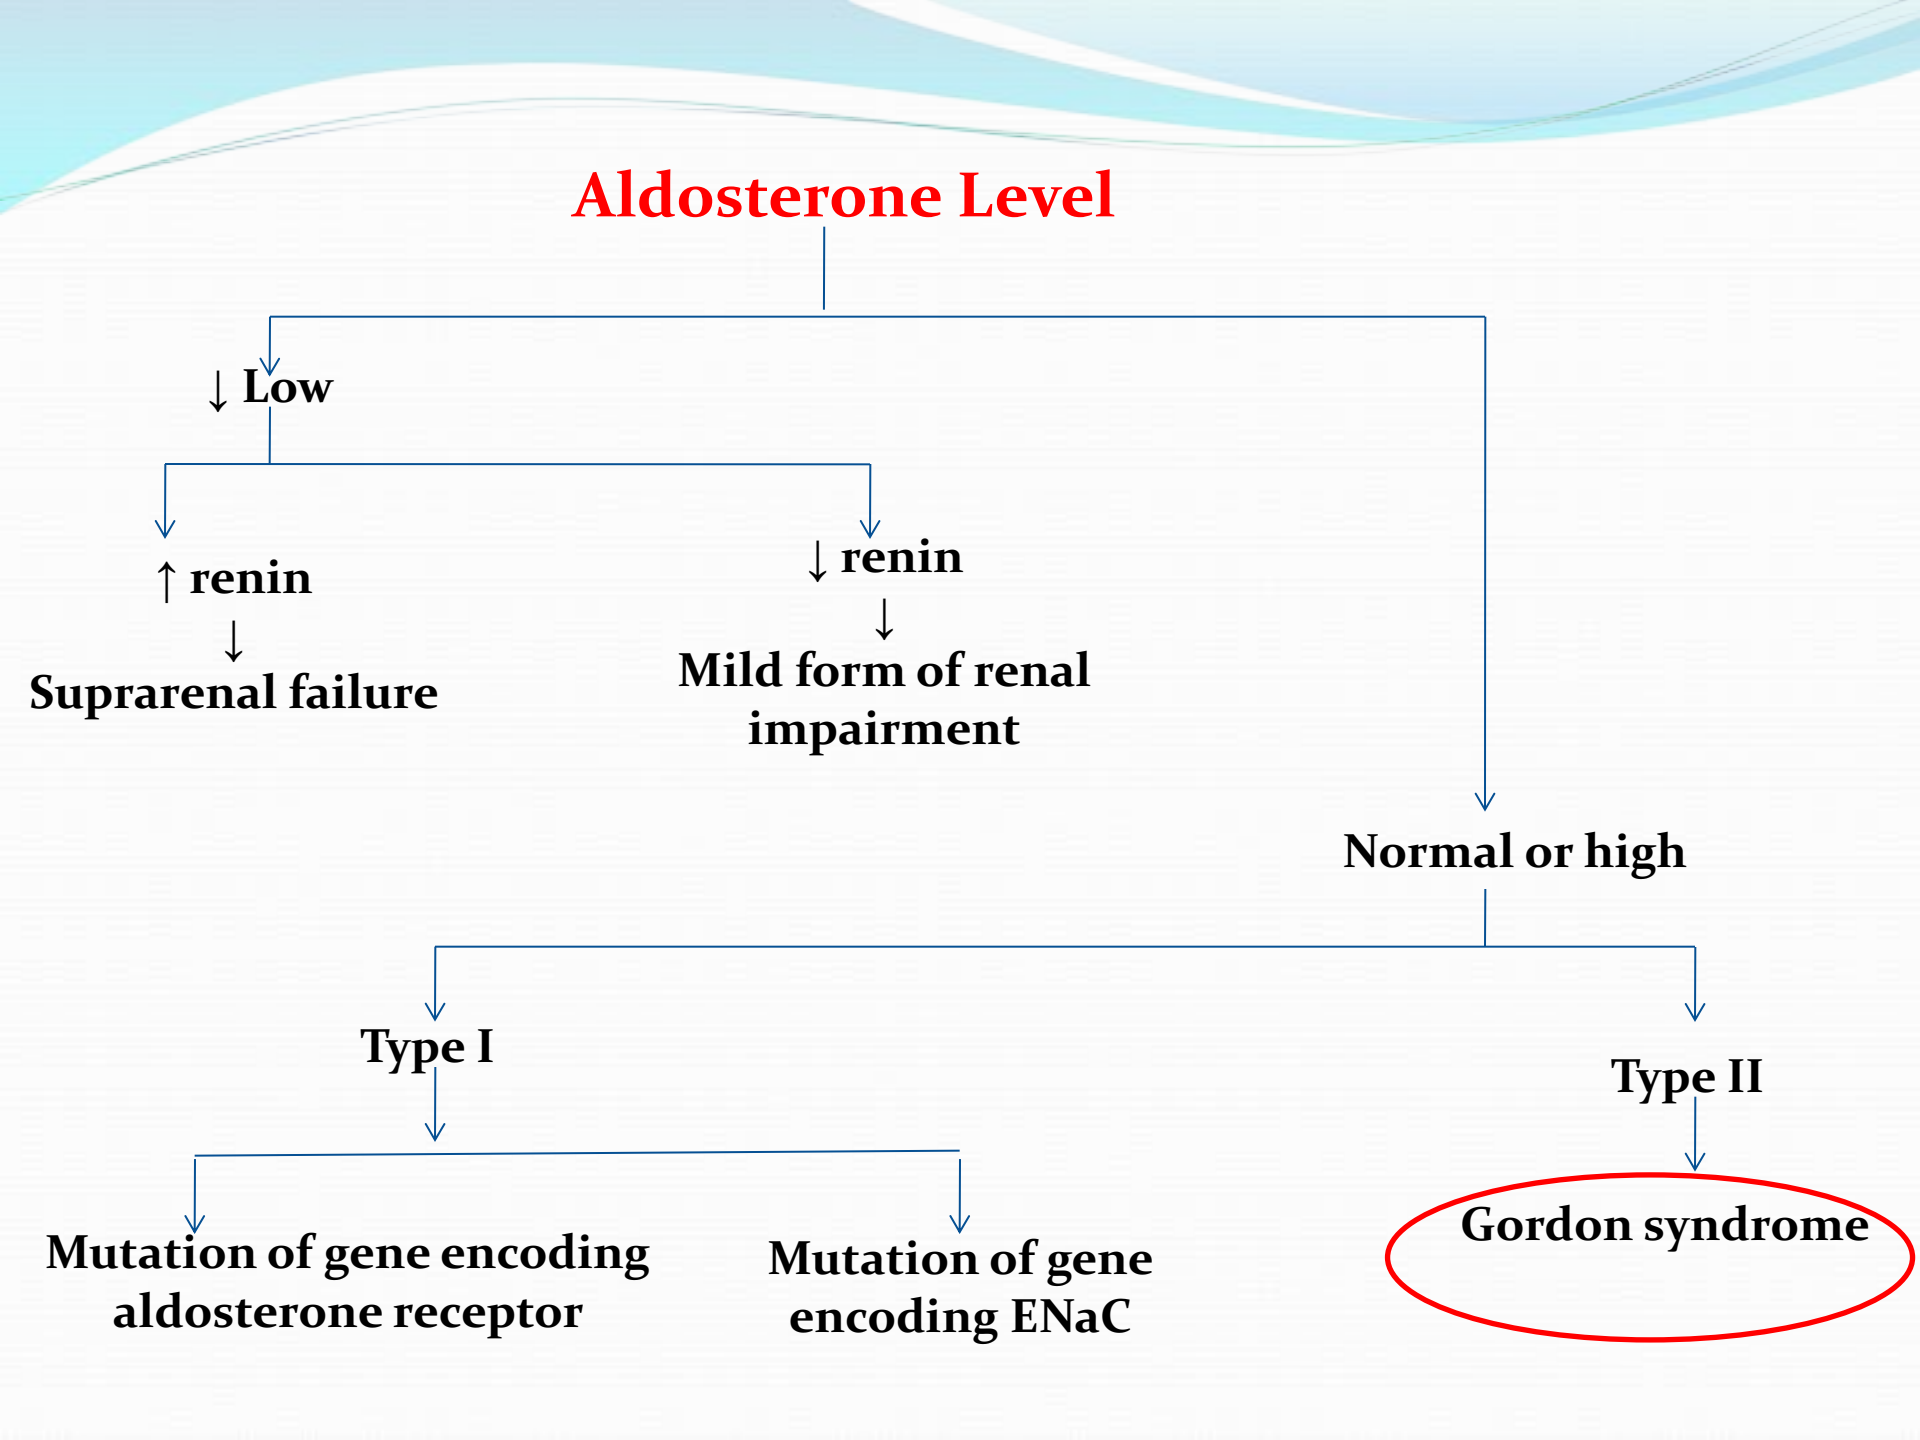 Aldosterone Level
↓ Low
↑ renin
↓
Suprarenal failure
↓ renin
↓
Mild form of renal
impairment
Normal or high
Type I
Type II
Mutation of gene encoding
aldosterone receptor
Mutation of gene
encoding ENaC
Gordon syndrome